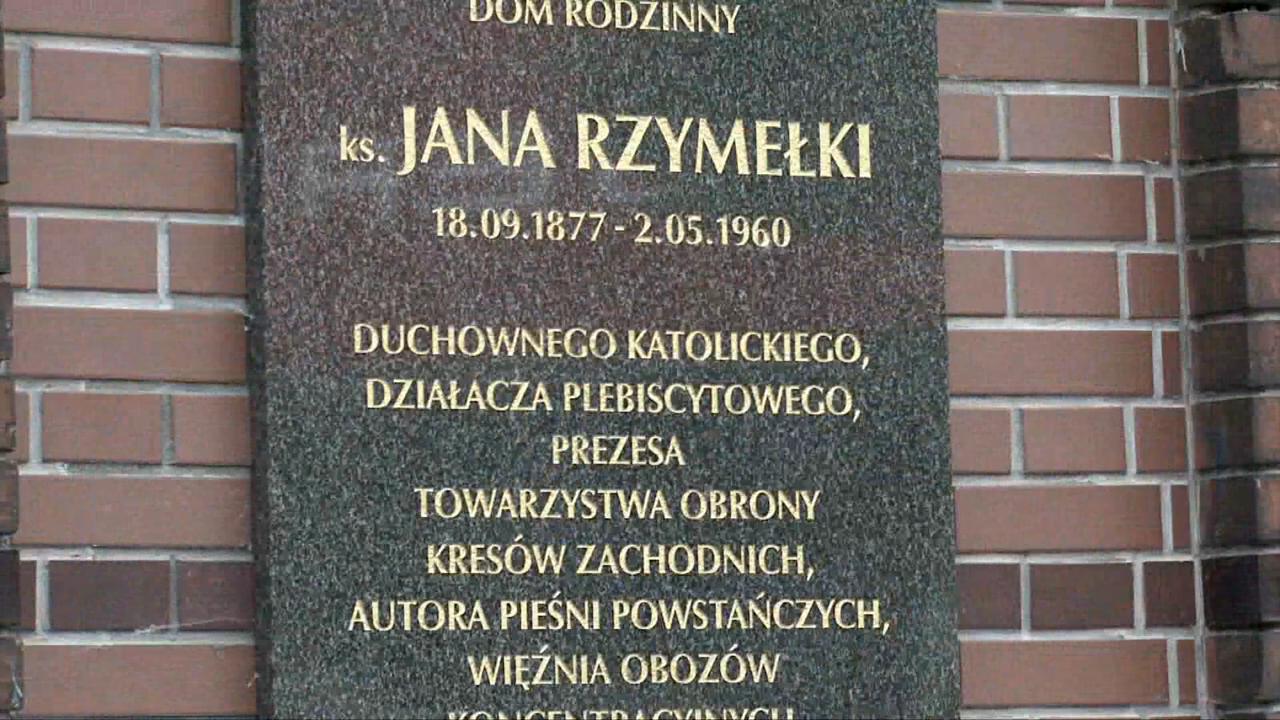 DOM RODZINNY
ks. JANA RZYMEŁKI
18.09.1877 - 2.05.1960
DUCHOWNEGO KATOLICKIEGO,
DZIAŁACZA PLEBISCYTOWEGO,
PREZESA
TOWARZYSTWA OBRONY
KRESÓW ZACHODNICH,
AUTORA PIEŚNI POWSTAŃCZYCH,
WIĘŹNIA OBOZÓW
KONCENTRACYJNYCH